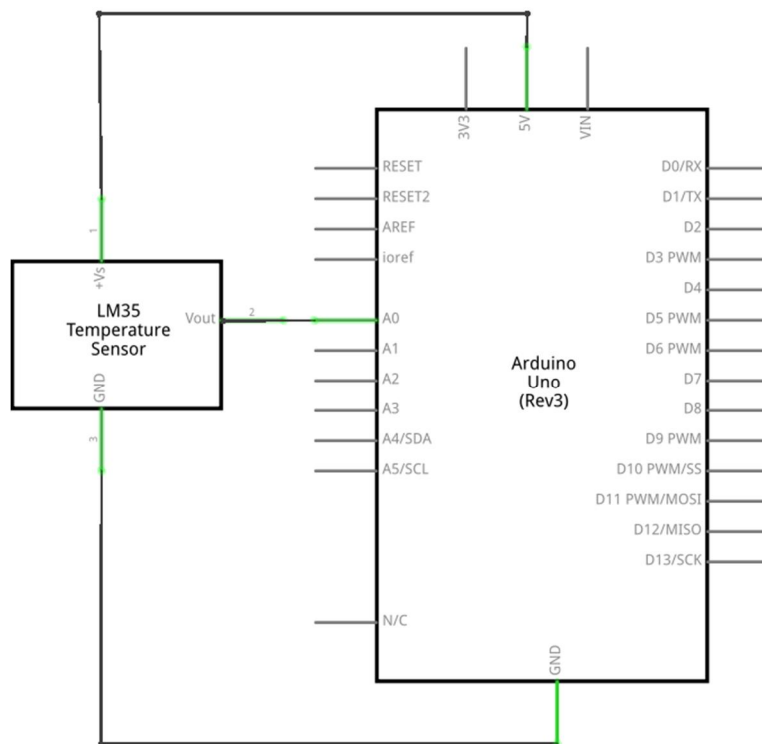 3V3
5V
VIN
RESET
RESET2
AREF
ioref
A0
A1
A2
A3
A4/SDA
A5/SCL
N/C
D0/RX
D1/TX
D2
D3 PWM
D4
D5 PWM
D6 PWM
D7
D8
D9 PWM
D10 PWM/SS
D11 PWM/MOSI
D12/MISO
D13/SCK
GND
Arduino
Uno
(Rev3)
1
+Vs
LM35
Temperature
Sensor
Vout
2
GND
3